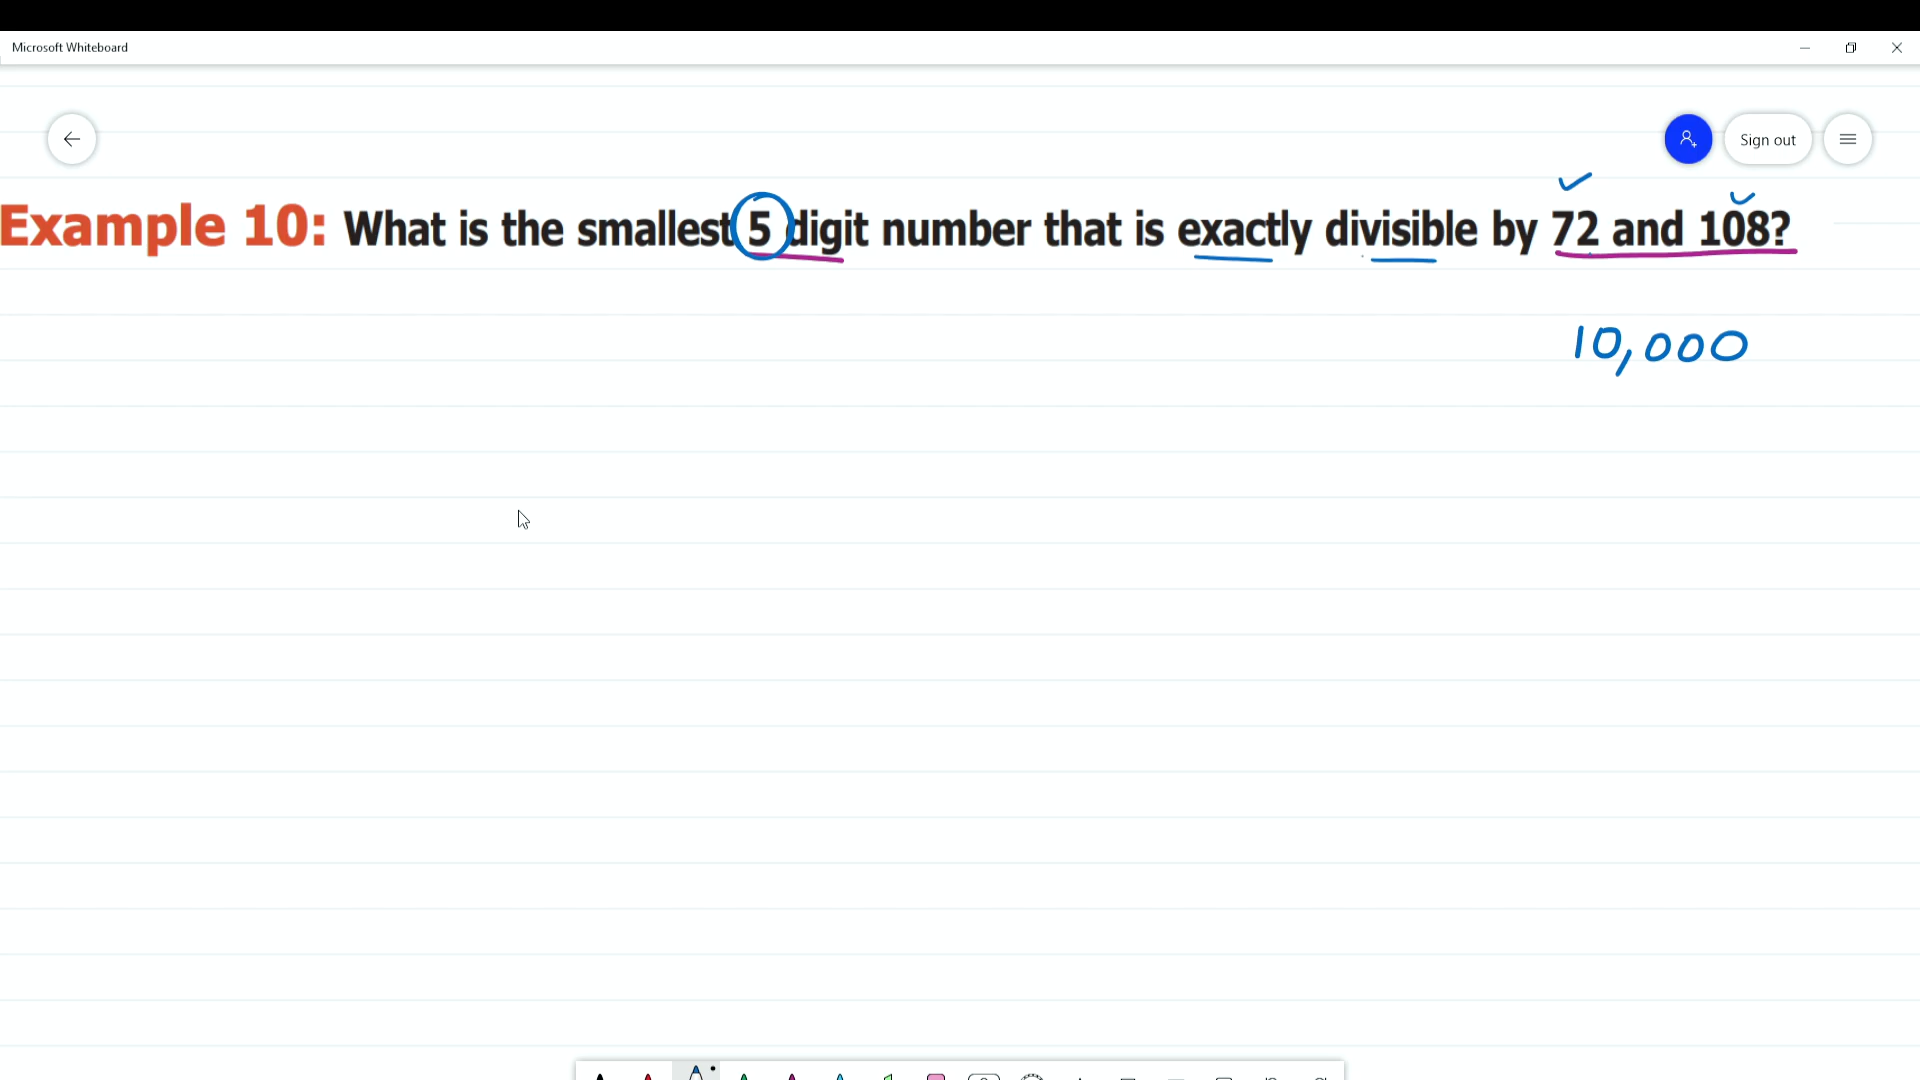 Microsoft Whiteboard
Sign out
Example 10: What is the smallest 5 digit number that is exactly divisible by 72 and 108?
10,000